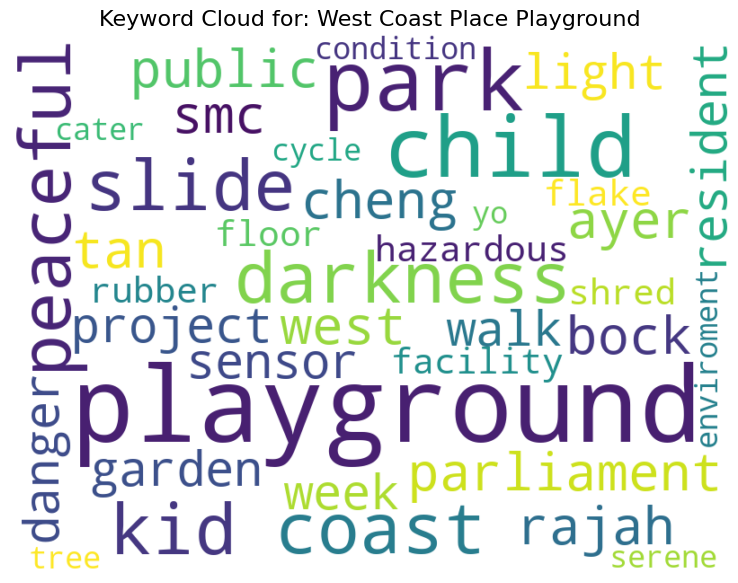 Keyword Cloud for: West Coast Place Playground
peaceful
public
condition
park
light
resident
cater
smc
cycle
child
slide
cheng
yo
flake
ayer
tan
floor
hazardous
darkness
rubber
shred
project
west
walk
bock
enviroment
sensor
facility
danger
playground
garden
week
parliament
kid
coast
rajah
tree
serene